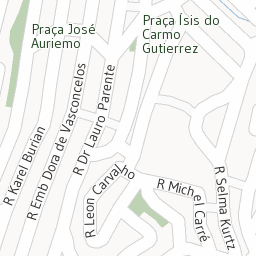 Praça José
Auriemo
Praça Ísis do
Carmo
Gutierrez
R Karel Burian
R Emb Dora de Vasconcelos
R Dr Lauro Parente
R Leon Carvalho
R Michel Carré
R Selma Kurtz